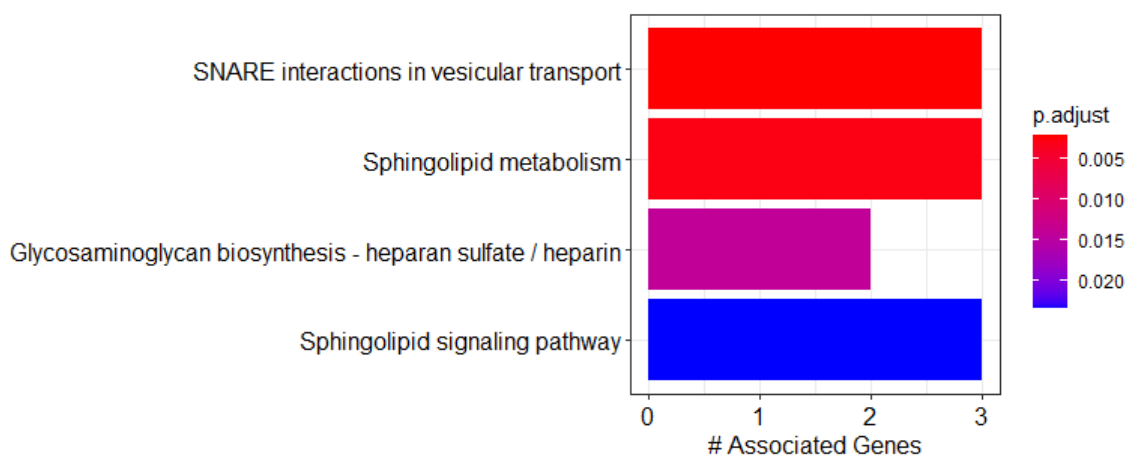 SNARE interactions in vesicular transport
Sphingolipid metabolism
Glycosaminoglycan biosynthesis - heparan sulfate / heparin
Sphingolipid signaling pathway
0 1 2 3
# Associated Genes
p.adjust
0.005
0.010
0.015
0.020